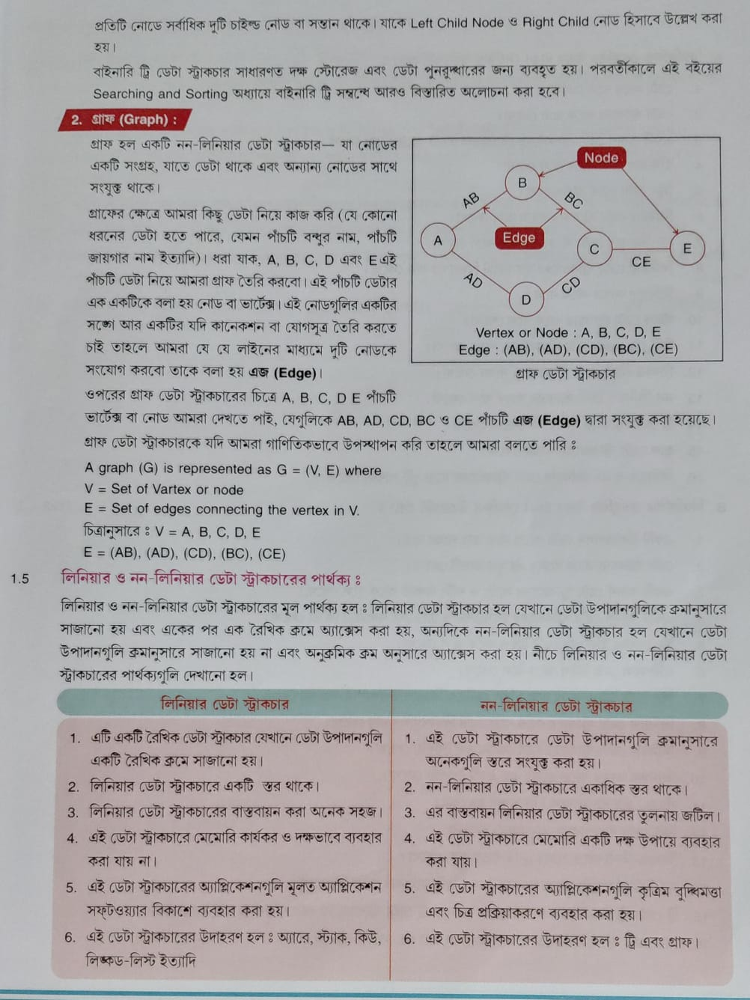 প্রতিটি নোডে সর্বাধিক দুটি চাইল্ড নোড বা সন্তান থাকে। যাকে Left Child Node ও Right Child নোড হিসাবে উল্লেখ করা
হয়।
বাইনারি ট্রি ডেটা স্ট্রাকচার সাধারণত দক্ষ স্টোরেজ এবং ডেটা পুনরুদ্ধারের জন্য ব্যবহৃত হয়। পরবর্তীকালে এই বইয়ের
Searching and Sorting অধ্যায়ে বাইনারি ট্রি সম্বন্ধে আরও বিস্তারিত আলোচনা করা হবে।
2. গ্রাফ (Graph) :
গ্রাফ হল একটি নন-লিনিয়ার ডেটা স্ট্রাকচার— যা নোডের
একটি সংগ্রহ, যাতে ডেটা থাকে এবং অন্যান্য নোডের সাথে
সংযুক্ত থাকে।
গ্রাফের ক্ষেত্রে আমরা কিছু ডেটা নিয়ে কাজ করি (যে কোনো
ধরনের ডেটা হতে পারে, যেমন পাঁচটি বন্ধুর নাম, পাঁচটি
জায়গার নাম ইত্যাদি)। ধরা যাক, A, B, C, D এবং E এই
পাঁচটি ডেটা নিয়ে আমরা গ্রাফ তৈরি করবো। এই পাঁচটি ডেটার
এক একটিকে বলা হয় নোড বা ভার্টেক্স। এই নোডগুলির একটির
সঙ্গে আর একটির যদি কানেকশন বা যোগসূত্র তৈরি করতে
চাই তাহলে আমরা যে যে লাইনের মাধ্যমে দুটি নোডকে
সংযোগ করবো তাকে বলা হয় এজ (Edge)।
Node
B
AB
BC
A
Edge
C
E
CE
AD
CD
D
Vertex or Node : A, B, C, D, E
Edge : (AB), (AD), (CD), (BC), (CE)
গ্রাফ ডেটা স্ট্রাকচার
ওপরের গ্রাফ ডেটা স্ট্রাকচারের চিত্রে A, B, C, D E পাঁচটি
ভার্টেক্স বা নোড আমরা দেখতে পাই, যেগুলিকে AB, AD, CD, BC ও CE পাঁচটি এজ (Edge) দ্বারা সংযুক্ত করা হয়েছে।
গ্রাফ ডেটা স্ট্রাকচারকে যদি আমরা গাণিতিকভাবে উপস্থাপন করি তাহলে আমরা বলতে পারি ঃ
A graph (G) is represented as G = (V, E) where
V = Set of Vartex or node
E = Set of edges connecting the vertex in V.
চিত্রানুসারে ঃ V = A, B, C, D, E
E = (AB), (AD), (CD), (BC), (CE)
1.5 লিনিয়ার ও নন-লিনিয়ার ডেটা স্ট্রাকচারের পার্থক্য ঃ
লিনিয়ার ও নন-লিনিয়ার ডেটা স্ট্রাকচারের মূল পার্থক্য হল ঃ লিনিয়ার ডেটা স্ট্রাকচার হল যেখানে ডেটা উপাদানগুলিকে ক্রমানুসারে
সাজানো হয় এবং একের পর এক রৈখিক ক্রমে অ্যাক্সেস করা হয়, অন্যদিকে নন-লিনিয়ার ডেটা স্ট্রাকচার হল যেখানে ডেটা
উপাদানগুলি ক্রমানুসারে সাজানো হয় না এবং অনুক্রমিক ক্রম অনুসারে অ্যাক্সেস করা হয়। নীচে লিনিয়ার ও নন-লিনিয়ার ডেটা
স্ট্রাকচারের পার্থক্যগুলি দেখানো হল।
লিনিয়ার ডেটা স্ট্রাকচার
1. এটি একটি রৈখিক ডেটা স্ট্রাকচার যেখানে ডেটা উপাদানগুলি
একটি রৈখিক ক্রমে সাজানো হয়।
2. লিনিয়ার ডেটা স্ট্রাকচারে একটি স্তর থাকে।
3. লিনিয়ার ডেটা স্ট্রাকচারের বাস্তবায়ন করা অনেক সহজ।
4. এই ডেটা স্ট্রাকচারে মেমোরি কার্যকর ও দক্ষভাবে ব্যবহার
করা যায় না।
5. এই ডেটা স্ট্রাকচারের অ্যাপ্লিকেশনগুলি মূলত অ্যাপ্লিকেশন
সফ্‌টওয়্যার বিকাশে ব্যবহার করা হয়।
6. এই ডেটা স্ট্রাকচারের উদাহরণ হল ঃ অ্যারে, স্ট্যাক, কিউ,
লিঙ্কড-লিস্ট ইত্যাদি
নন-লিনিয়ার ডেটা স্ট্রাকচার
1. এই ডেটা স্ট্রাকচারে ডেটা উপাদানগুলি ক্রমানুসারে
অনেকগুলি স্তরে সংযুক্ত করা হয়।
2. নন-লিনিয়ার ডেটা স্ট্রাকচারে একাধিক স্তর থাকে।
3. এর বাস্তবায়ন লিনিয়ার ডেটা স্ট্রাকচারের তুলনায় জটিল।
4. এই ডেটা স্ট্রাকচারে মেমোরি একটি দক্ষ উপায়ে ব্যবহার
করা যায়।
5. এই ডেটা স্ট্রাকচারের অ্যাপ্লিকেশনগুলি কৃত্রিম বুদ্ধিমত্তা
এবং চিত্র প্রক্রিয়াকরণে ব্যবহার করা হয়।
6. এই ডেটা স্ট্রাকচারের উদাহরণ হল ঃ ট্রি এবং গ্রাফ।